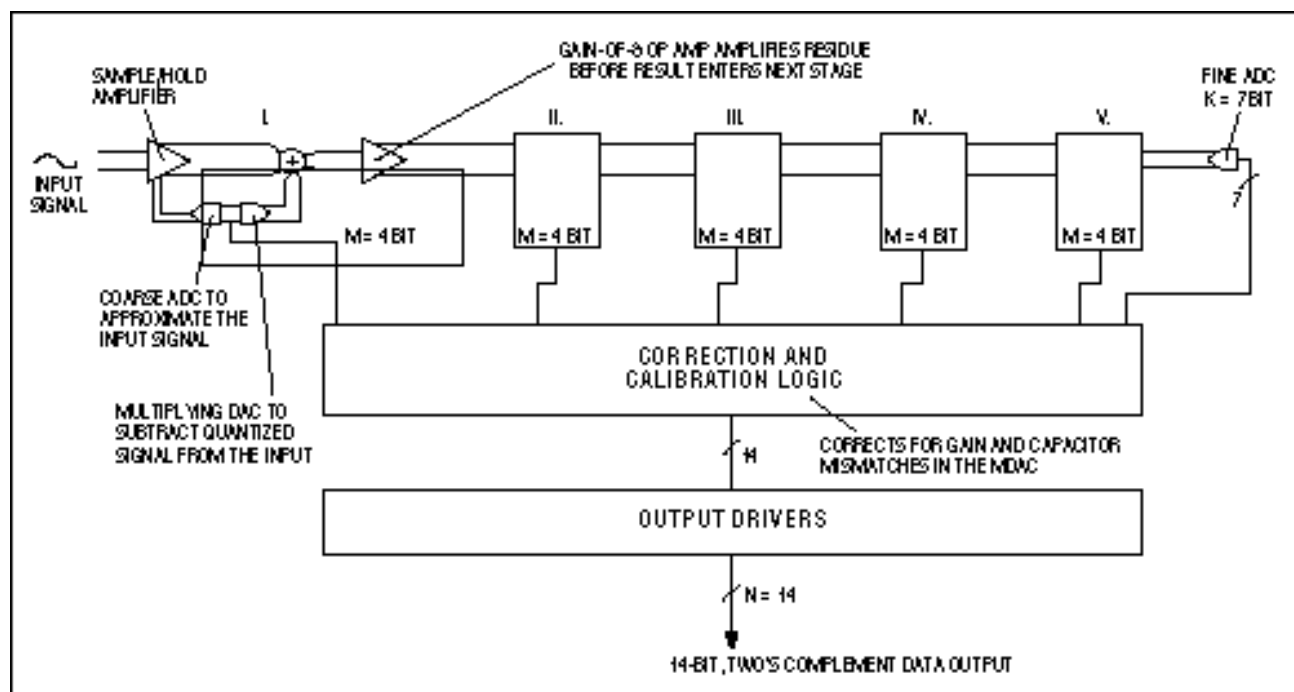 GAIN-OF-8 OP AMP AMPLIFIES RESIDUE
BEFORE RESULT ENTERS NEXT STAGE
SAMPLE/HOLD
AMPLIFIER
FINE ADC
K = 7BIT
I.
II.
III.
IV.
V.
INPUT
SIGNAL
7
M = 4 BIT
M = 4 BIT
M = 4 BIT
M = 4 BIT
M = 4 BIT
COARSE ADC TO
APPROXIMATE THE
INPUT SIGNAL
CORRECTION AND
CALIBRATION LOGIC
MULTIPLYING DAC TO
SUBTRACT QUANTIZED
SIGNAL FROM THE INPUT
14
CORRECTS FOR GAIN AND CAPACITOR
MISMATCHES IN THE MDAC
OUTPUT DRIVERS
N = 14
14-BIT, TWO'S COMPLEMENT DATA OUTPUT